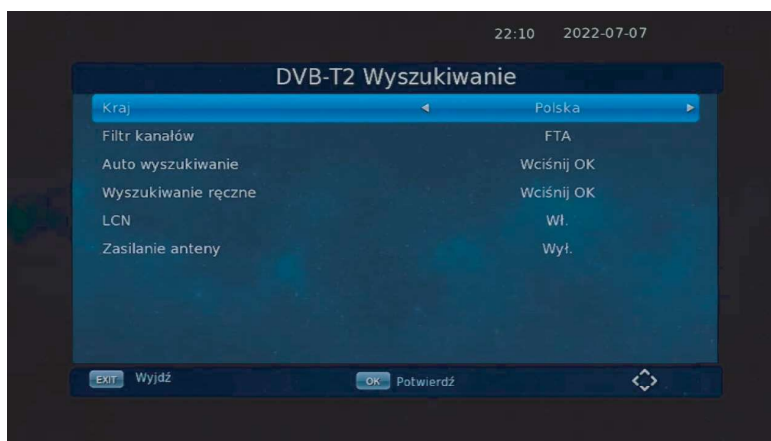 22:10 2022-07-07
DVB-T2 Wyszukiwanie
Kraj Polska
Filtr kanałów FTA
Auto wyszukiwanie Wciśnij OK
Wyszukiwanie ręczne Wciśnij OK
LCN Wł.
Zasilanie anteny Wył.
EXIT Wyjdź OK Potwierdź